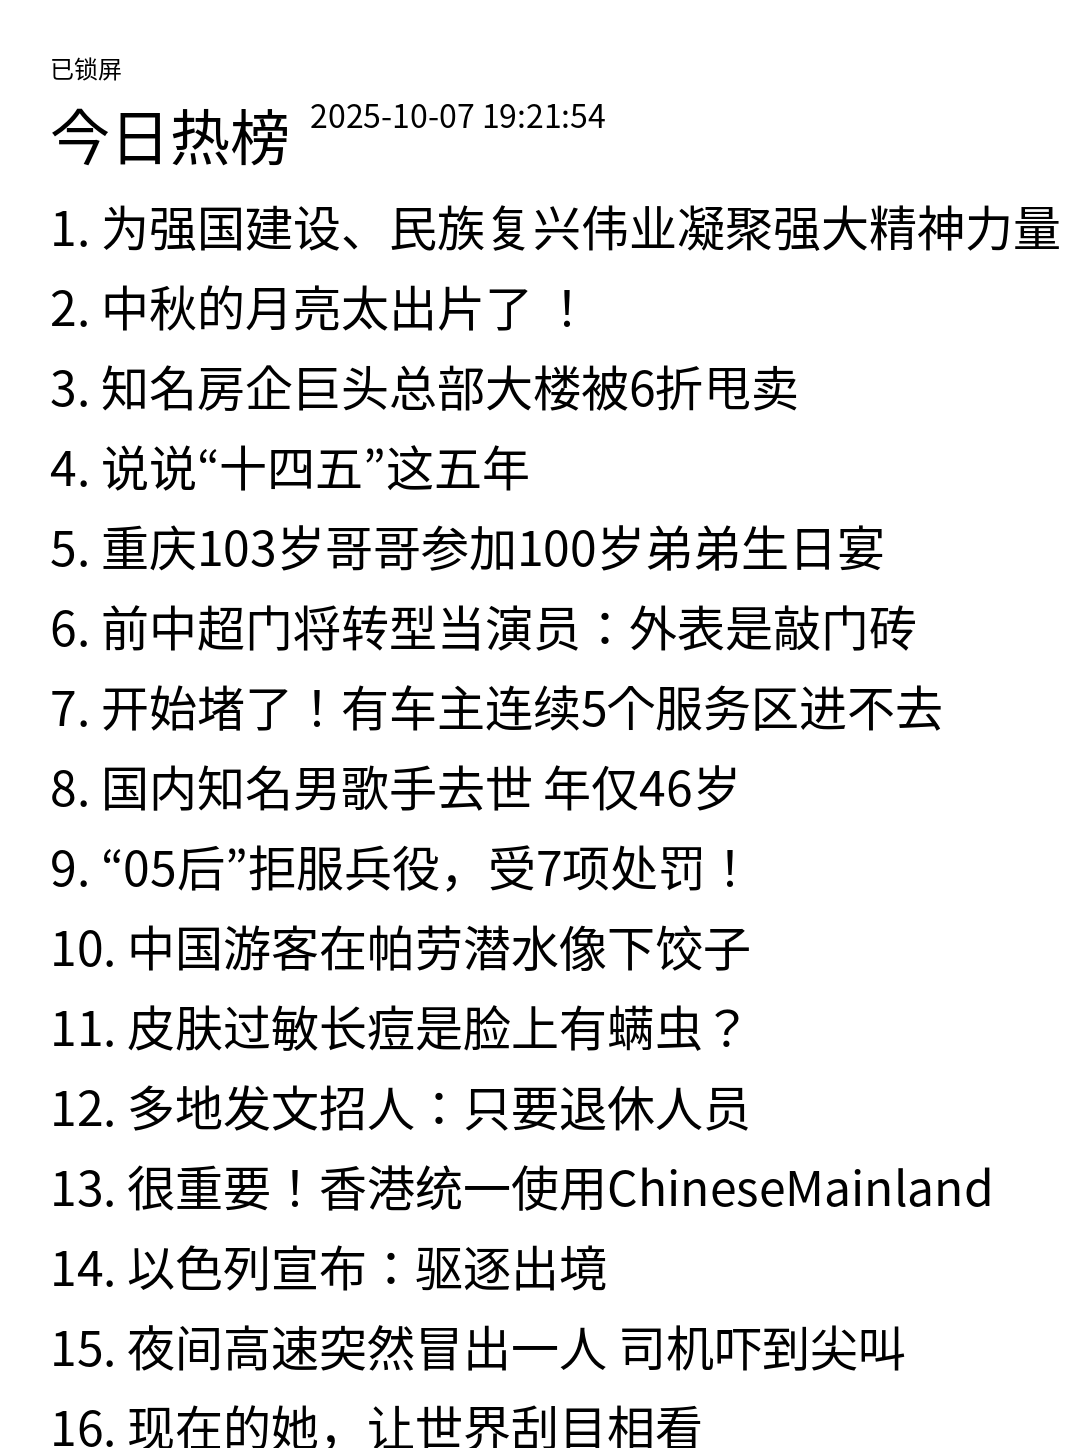 已锁屏
今日热榜 2025-10-07 19:21:54
1. 为强国建设、民族复兴伟业凝聚强大精神力量
2. 中秋的月亮太出片了 ！
3. 知名房企巨头总部大楼被6折甩卖
4. 说说“十四五”这五年
5. 重庆103岁哥哥参加100岁弟弟生日宴
6. 前中超门将转型当演员：外表是敲门砖
7. 开始堵了！有车主连续5个服务区进不去
8. 国内知名男歌手去世 年仅46岁
9. “05后”拒服兵役，受7项处罚！
10. 中国游客在帕劳潜水像下饺子
11. 皮肤过敏长痘是脸上有螨虫？
12. 多地发文招人：只要退休人员
13. 很重要！香港统一使用ChineseMainland
14. 以色列宣布：驱逐出境
15. 夜间高速突然冒出一人 司机吓到尖叫
16. 现在的她，让世界刮目相看